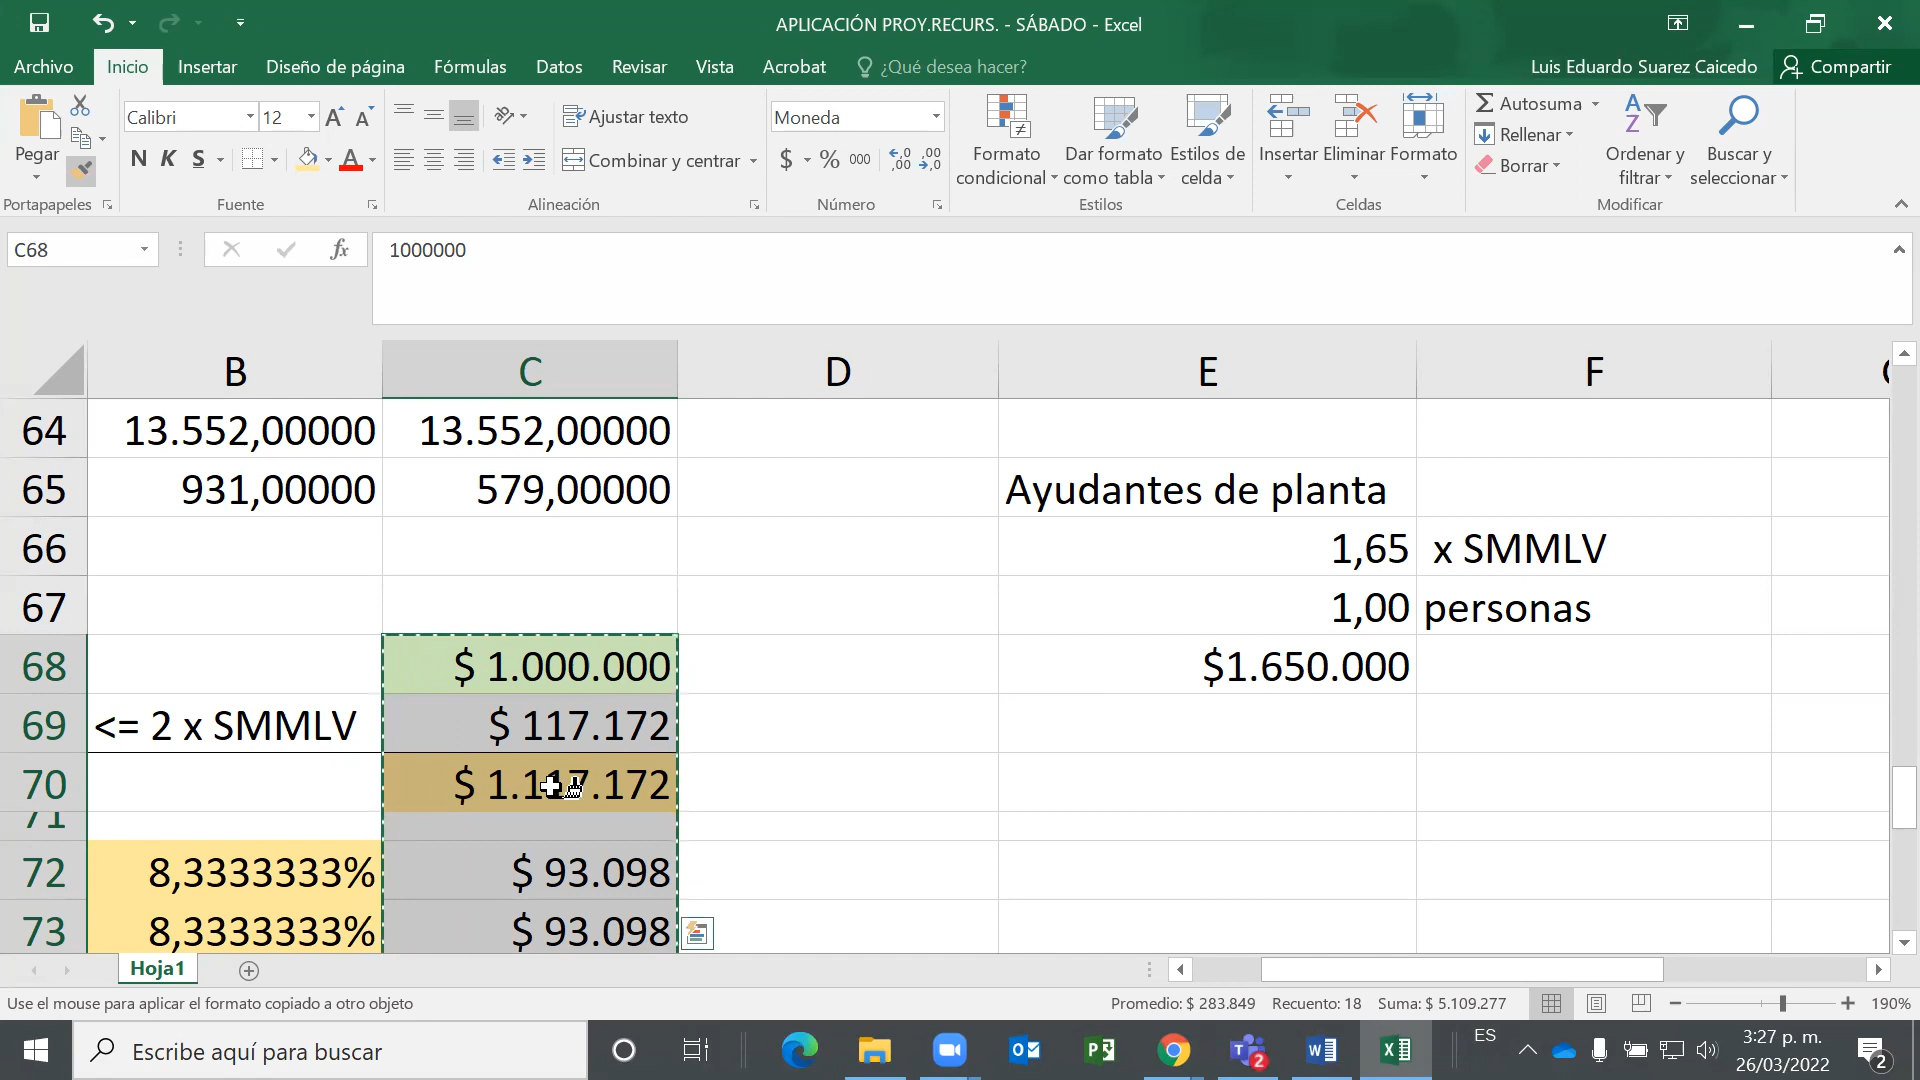 APLICACIÓN PROY.RECURS. - SÁBADO - Excel
Archivo Inicio Insertar Diseño de página Fórmulas Datos Revisar Vista Acrobat ¿Qué desea hacer? Luis Eduardo Suarez Caicedo Compartir
Pegar
Portapapeles
Calibri 12
N K S
Fuente
Ajustar texto
Combinar y centrar
Alineación
Moneda
$ % 000
Número
Formato condicional
Dar formato como tabla
Estilos de celda
Estilos
Insertar Eliminar Formato
Celdas
Autosuma
Rellenar
Borrar
Ordenar y filtrar
Buscar y seleccionar
Modificar
C68 fx 1000000
B C D E F
64 13.552,00000 13.552,00000
65 931,00000 579,00000 Ayudantes de planta
66 1,65 x SMMLV
67 1,00 personas
68 $ 1.000.000 $1.650.000
69 <= 2 x SMMLV $ 117.172
70 $ 1.117.172
71
72 8,3333333% $ 93.098
73 8,3333333% $ 93.098
Hoja1
Use el mouse para aplicar el formato copiado a otro objeto Promedio: $ 283.849 Recuento: 18 Suma: $ 5.109.277 190%
Escribe aquí para buscar
2
ES
3:27 p. m.
26/03/2022
2